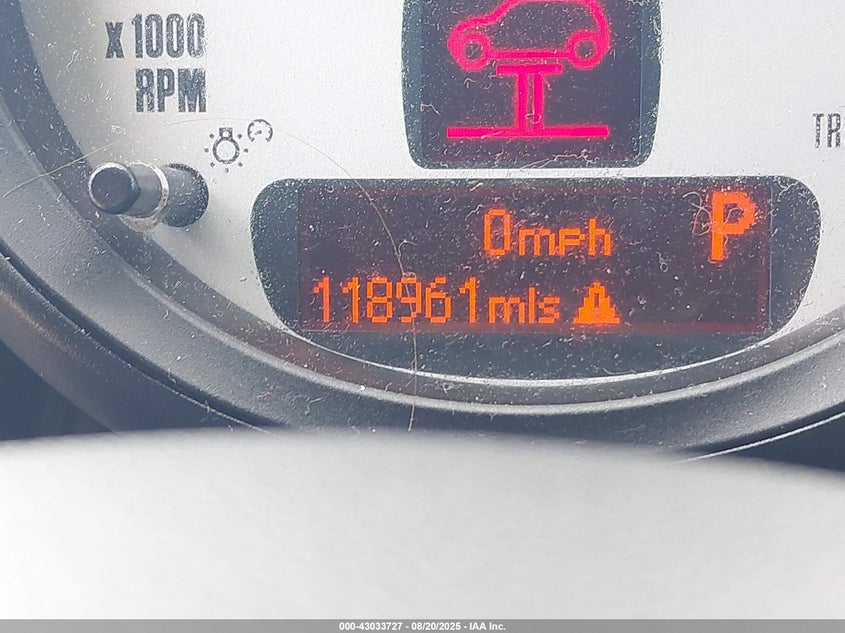 x 1000
RPM
TR
0mph
P
118961mls
000-43033727 - 08/20/2025 - IAA Inc.